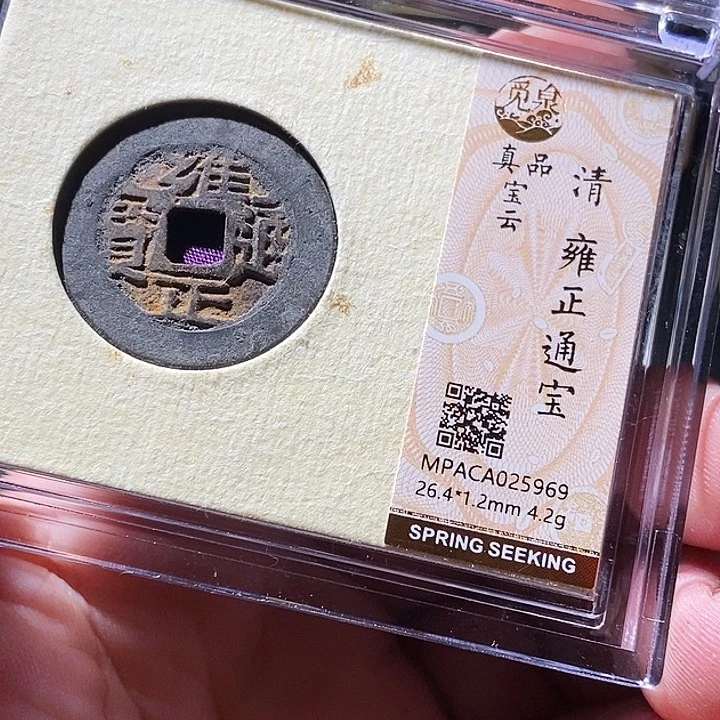 雍正通寶
觅泉
真品
宝云
清 雍正通宝
MPACA025969
26.4*1.2mm 4.2g
SPRING SEEKING